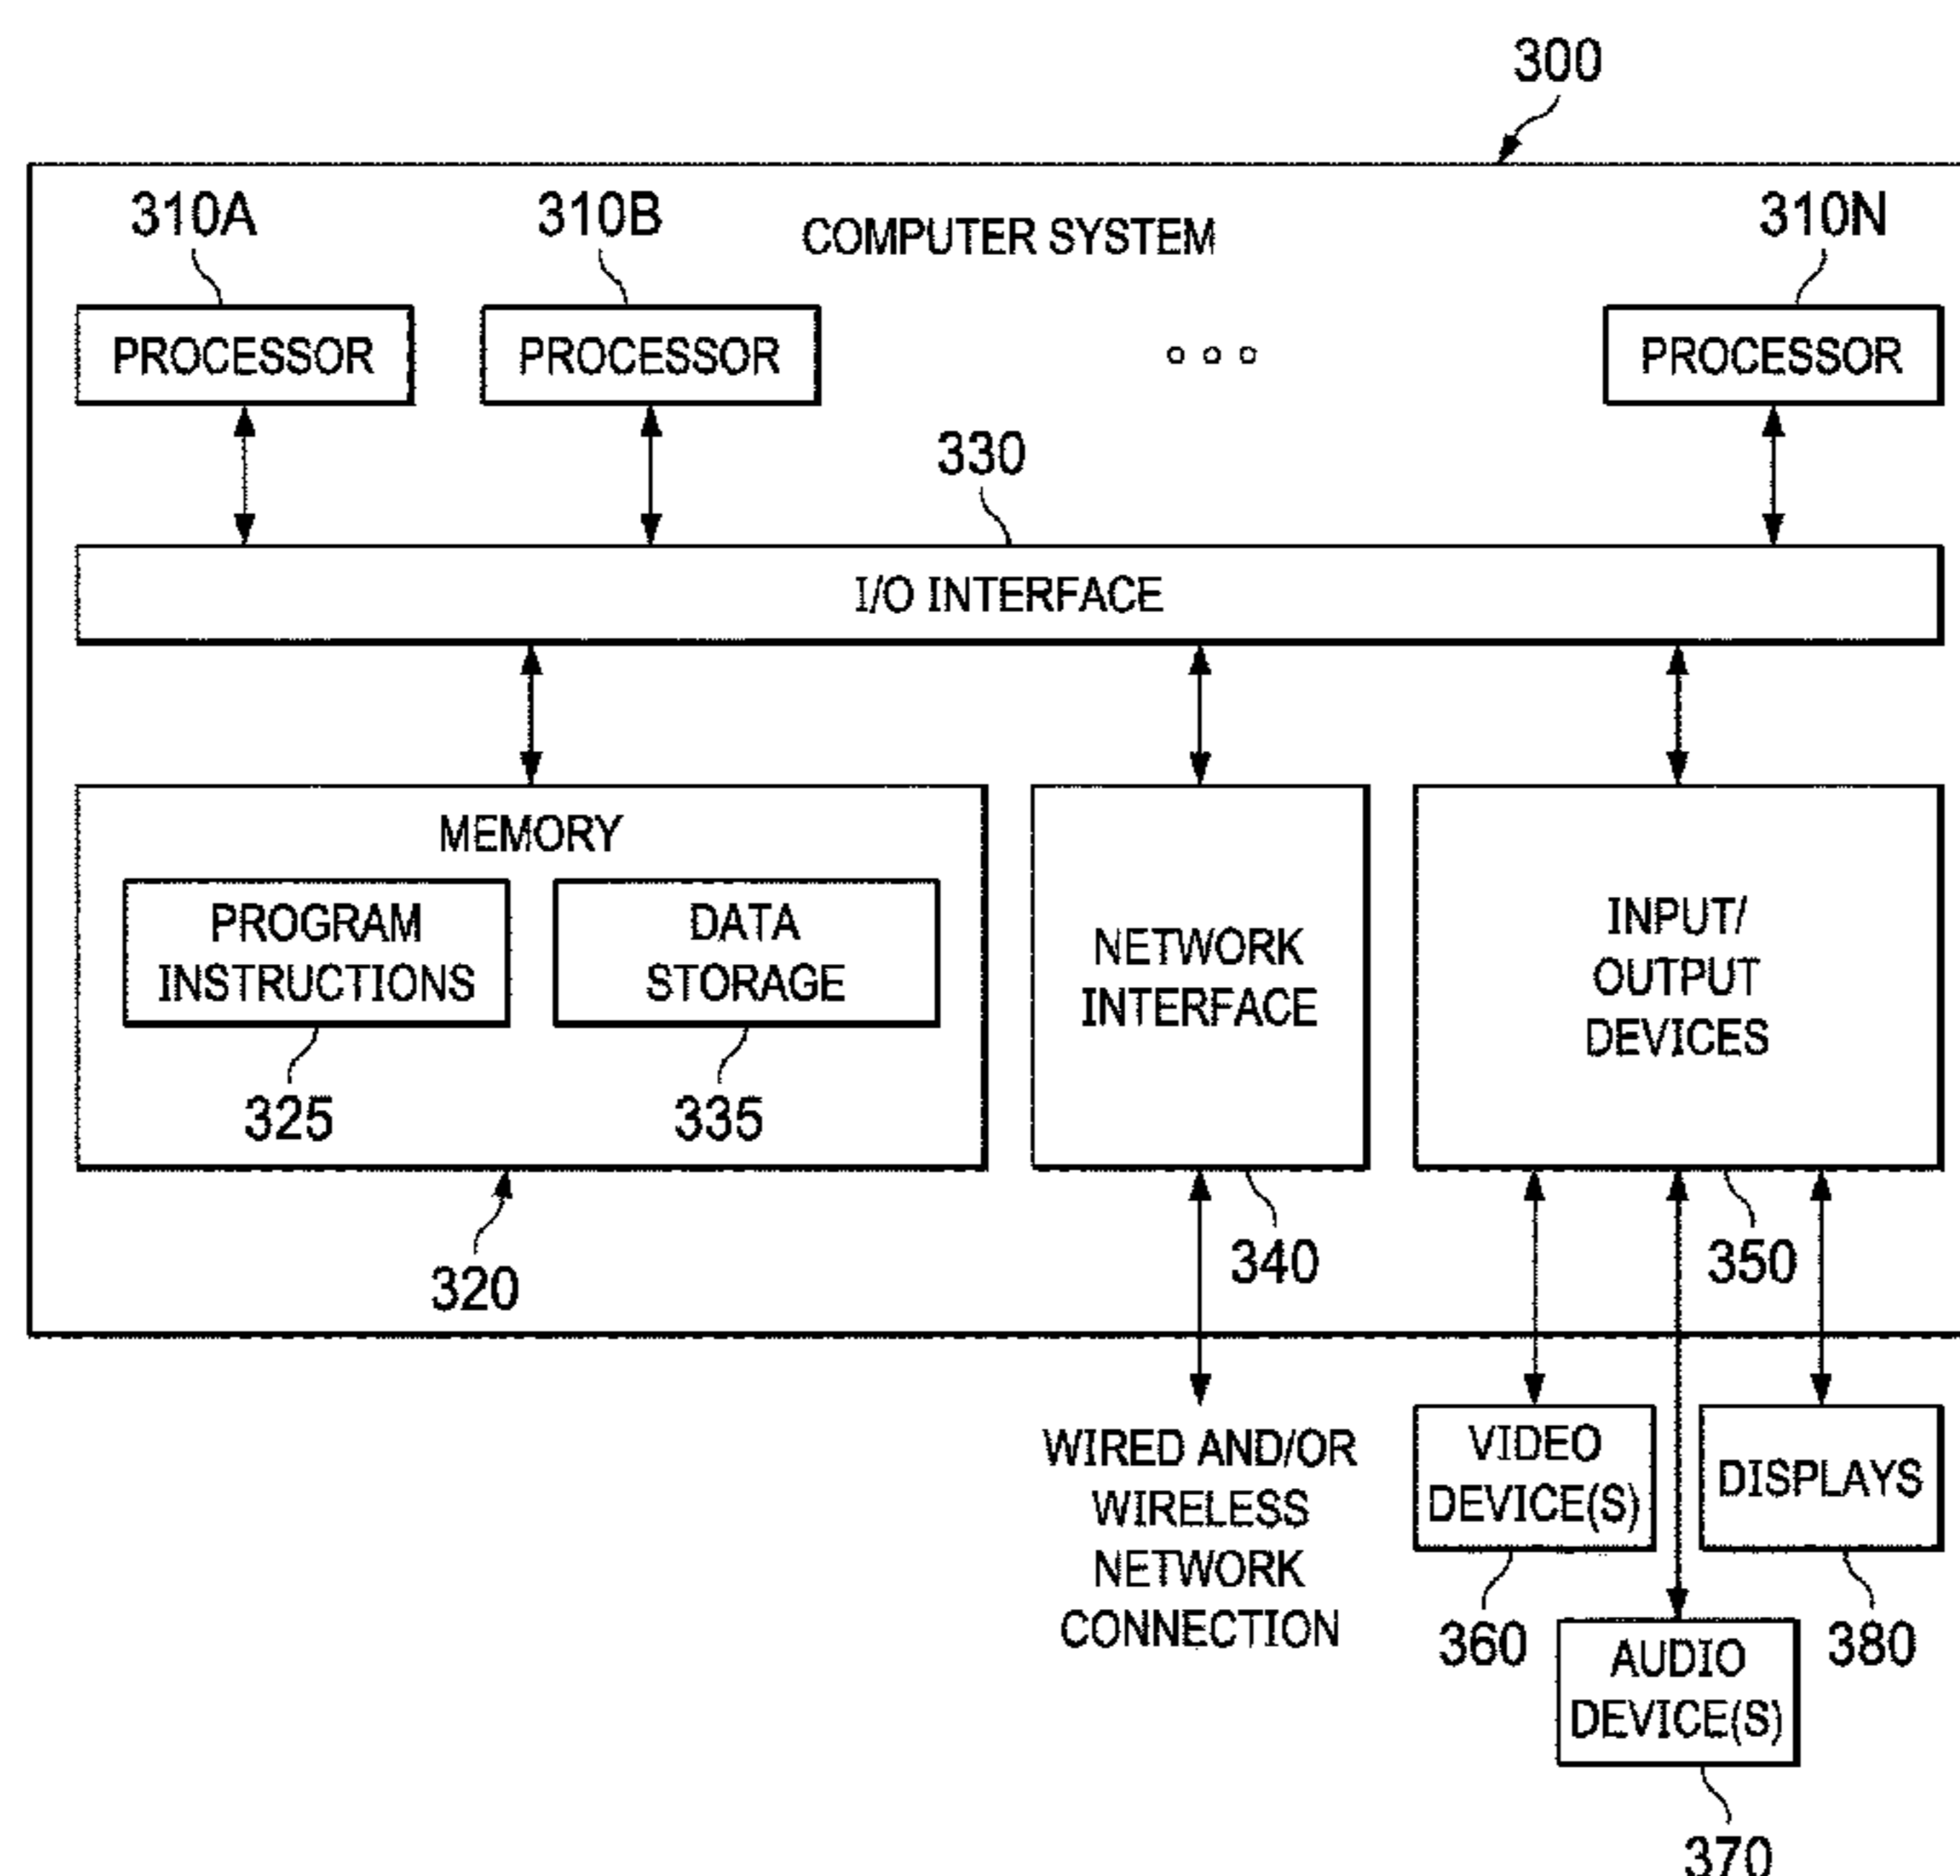 300
310A
310B
COMPUTER SYSTEM
310N
PROCESSOR
PROCESSOR
PROCESSOR
330
I/O INTERFACE
MEMORY
PROGRAM
INSTRUCTIONS
325
DATA
STORAGE
335
320
NETWORK
INTERFACE
340
INPUT/
OUTPUT
DEVICES
350
WIRED AND/OR
WIRELESS
NETWORK
CONNECTION
VIDEO
DEVICE(S)
360
DISPLAYS
380
AUDIO
DEVICE(S)
370